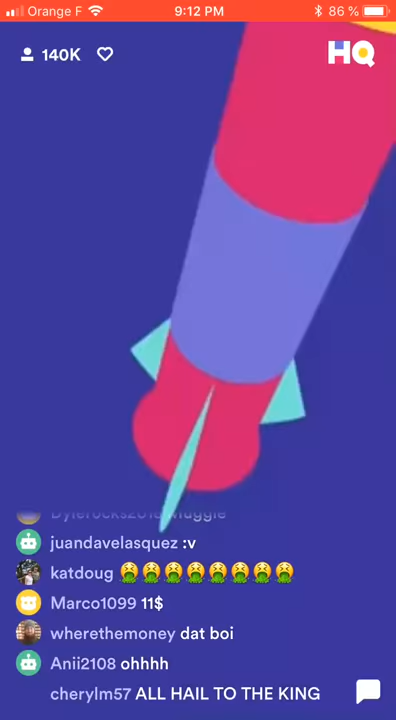 Orange F 9:12 PM 86 %
140K HQ
juandavelasquez :v
katdoug 🤮🤮🤮🤮🤮🤮🤮🤮
Marco1099 11$
wherethemoney dat boi
Anii2108 ohhhh
cherylm57 ALL HAIL TO THE KING